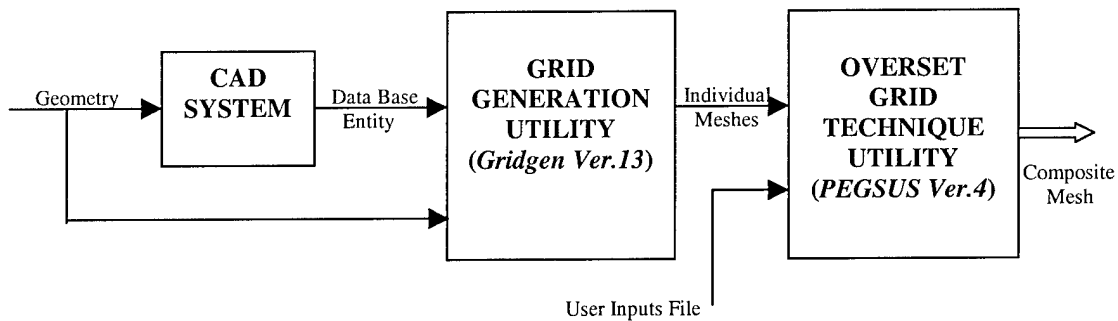 Geometry
CAD
SYSTEM
Data Base
Entity
GRID
GENERATION
UTILITY
(Gridgen Ver.13)
Individual
Meshes
OVERSET
GRID
TECHNIQUE
UTILITY
(PEGSUS Ver.4)
Composite
Mesh
User Inputs File